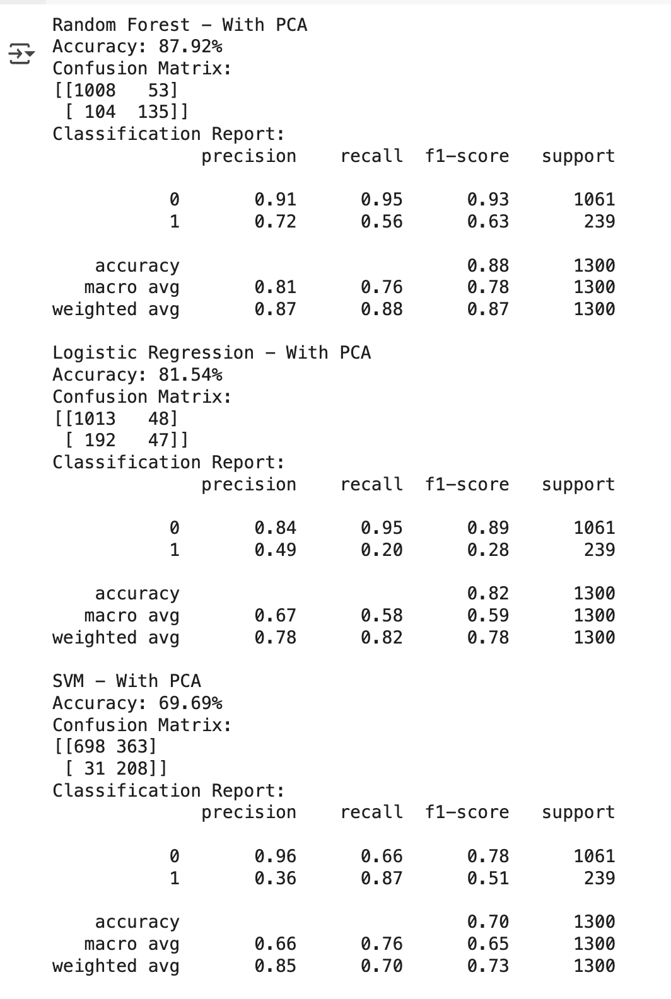 Random Forest – With PCA
Accuracy: 87.92%
Confusion Matrix:
[[1008   53]
 [ 104  135]]
Classification Report:
              precision    recall  f1-score   support

           0       0.91      0.95      0.93      1061
           1       0.72      0.56      0.63       239

    accuracy                           0.88      1300
   macro avg       0.81      0.76      0.78      1300
weighted avg       0.87      0.88      0.87      1300

Logistic Regression – With PCA
Accuracy: 81.54%
Confusion Matrix:
[[1013   48]
 [ 192   47]]
Classification Report:
              precision    recall  f1-score   support

           0       0.84      0.95      0.89      1061
           1       0.49      0.20      0.28       239

    accuracy                           0.82      1300
   macro avg       0.67      0.58      0.59      1300
weighted avg       0.78      0.82      0.78      1300

SVM – With PCA
Accuracy: 69.69%
Confusion Matrix:
[[698 363]
 [ 31 208]]
Classification Report:
              precision    recall  f1-score   support

           0       0.96      0.66      0.78      1061
           1       0.36      0.87      0.51       239

    accuracy                           0.70      1300
   macro avg       0.66      0.76      0.65      1300
weighted avg       0.85      0.70      0.73      1300